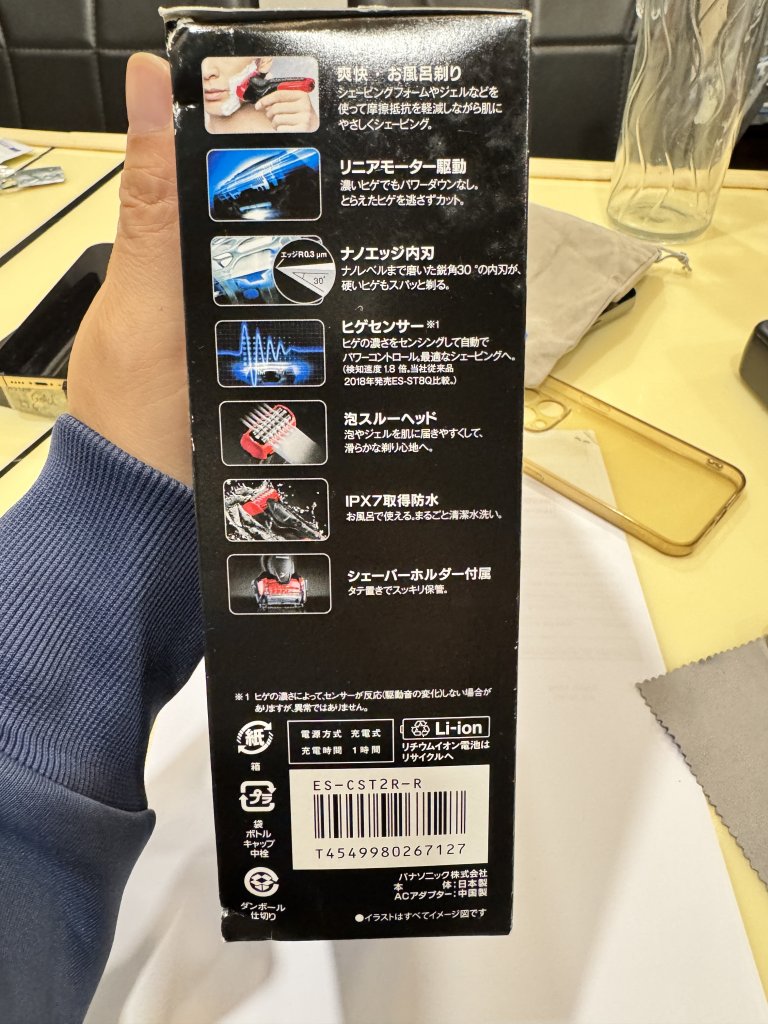 爽快・お風呂剃り
シェービングフォームやジェルなどを
使って摩擦抵抗を軽減しながら肌に
やさしくシェービング。
リニアモーター駆動
濃いヒゲでもパワーダウンなし。
とらえたヒゲを逃さずカット。
エッジR0.3 μm
30°
ナノエッジ内刃
ナノレベルまで磨いた鋭角30°の内刃が、
硬いヒゲもスパッと剃る。
ヒゲセンサー※1
ヒゲの濃さをセンシングして自動で
パワーコントロール。最適なシェービングへ。
(検知速度 1.8 倍。当社従来品
2018年発売ES-ST8Q比較。)
泡スルーヘッド
泡やジェルを肌に届きやすくして、
滑らかな剃り心地へ。
IPX7取得防水
お風呂で使える。まるごと清潔水洗い。
シェーバーホルダー付属
タテ置きでスッキリ保管。
※1 ヒゲの濃さによって、センサーが反応(駆動音の変化)しない場合が
ありますが、異常ではありません。
紙
箱
電源方式 充電式
充電時間 1時間
Li-ion
リチウムイオン電池は
リサイクルへ
プラ
袋
ボトル
キャップ
中栓
ES-CST2R-R
T4549980267127
ダンボール
仕切り
パナソニック株式会社
本体:日本製
ACアダプター:中国製
●イラストはすべてイメージ図です